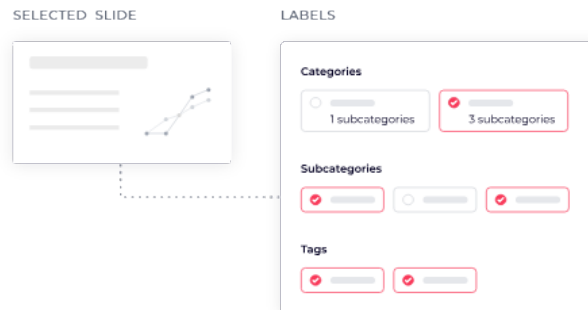 SELECTED SLIDE
LABELS
Categories
1 subcategories
3 subcategories
Subcategories
Tags